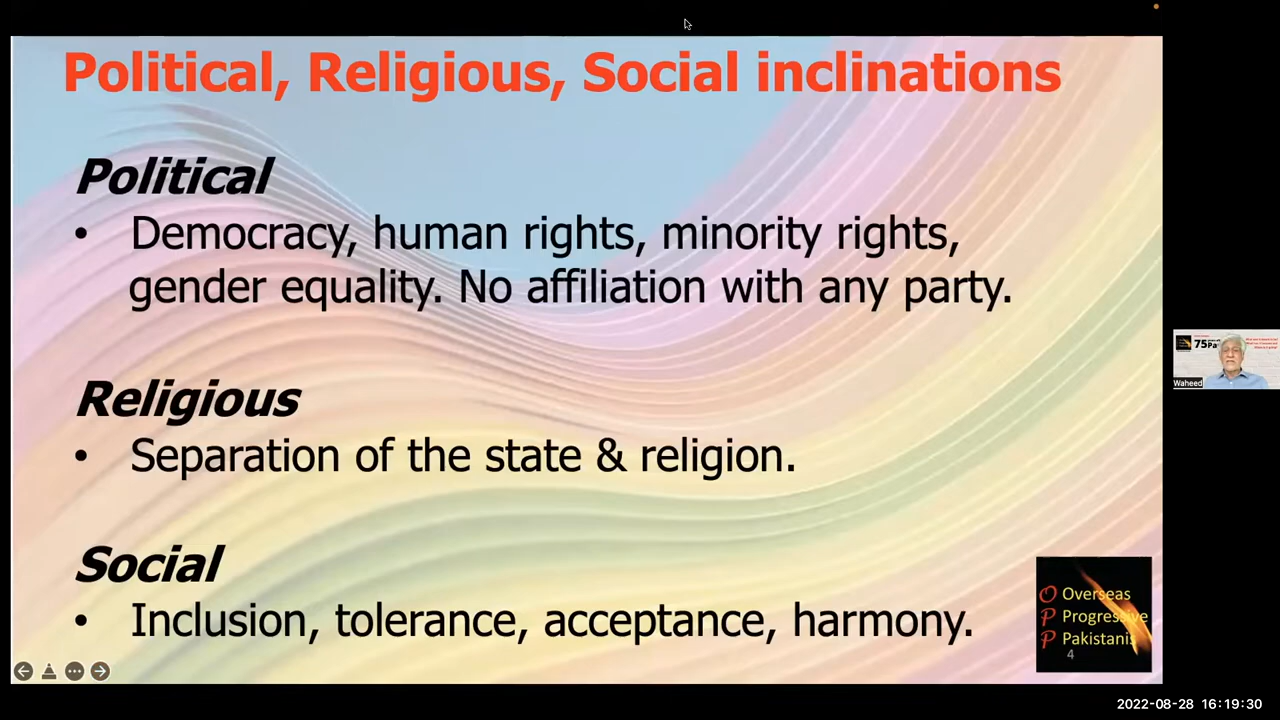 Political, Religious, Social inclinations
Political
• Democracy, human rights, minority rights,
gender equality. No affiliation with any party.
Religious
• Separation of the state & religion.
Social
• Inclusion, tolerance, acceptance, harmony.
O Overseas
P Progressive
P Pakistanis
4
75
Waheed
2022-08-28 16:19:30